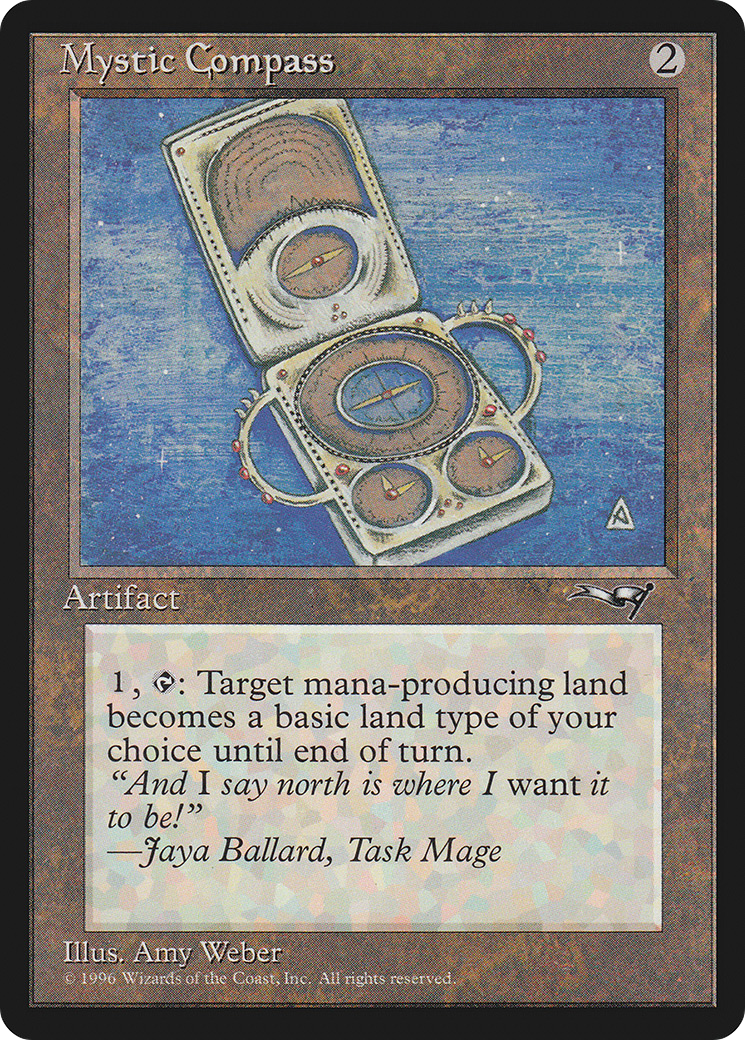 Mystic Compass
2
A
Artifact
1, : Target mana-producing land
becomes a basic land type of your
choice until end of turn.
“And I say north is where I want it
to be!”
—Jaya Ballard, Task Mage
Illus. Amy Weber
© 1996 Wizards of the Coast, Inc. All rights reserved.